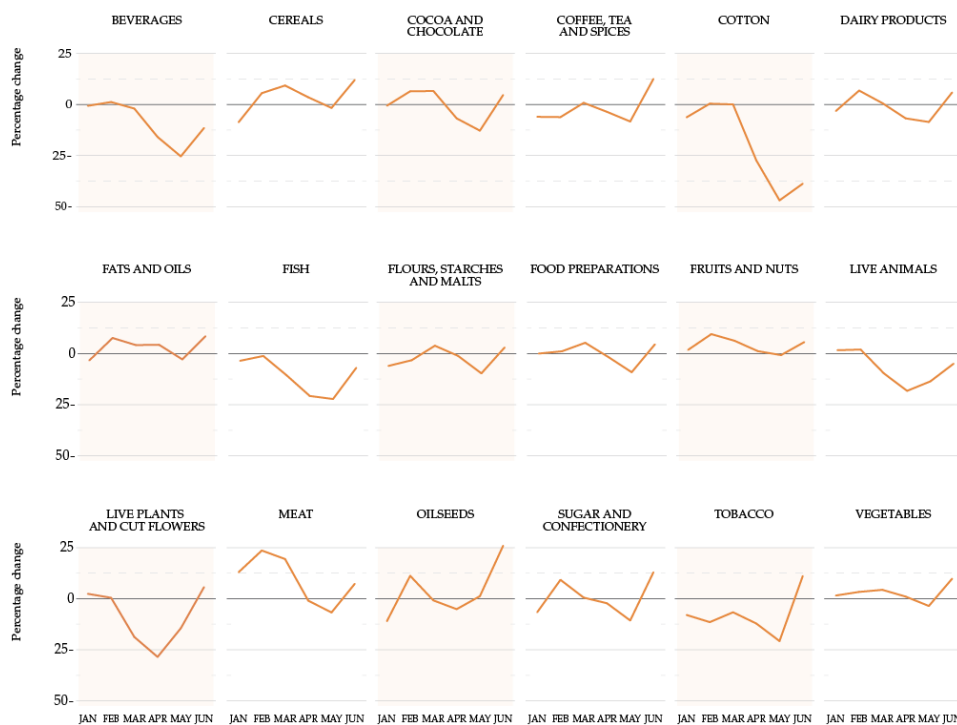 BEVERAGES
CEREALS
COCOA AND
CHOCOLATE
COFFEE, TEA
AND SPICES
COTTON
DAIRY PRODUCTS
Percentage change
25
0
25-
50-
FATS AND OILS
FISH
FLOURS, STARCHES
AND MALTS
FOOD PREPARATIONS
FRUITS AND NUTS
LIVE ANIMALS
Percentage change
25
0
25-
50-
LIVE PLANTS
AND CUT FLOWERS
MEAT
OILSEEDS
SUGAR AND
CONFECTIONERY
TOBACCO
VEGETABLES
Percentage change
25
0
25-
50-
JAN FEB MAR APR MAY JUN
JAN FEB MAR APR MAY JUN
JAN FEB MAR APR MAY JUN
JAN FEB MAR APR MAY JUN
JAN FEB MAR APR MAY JUN
JAN FEB MAR APR MAY JUN